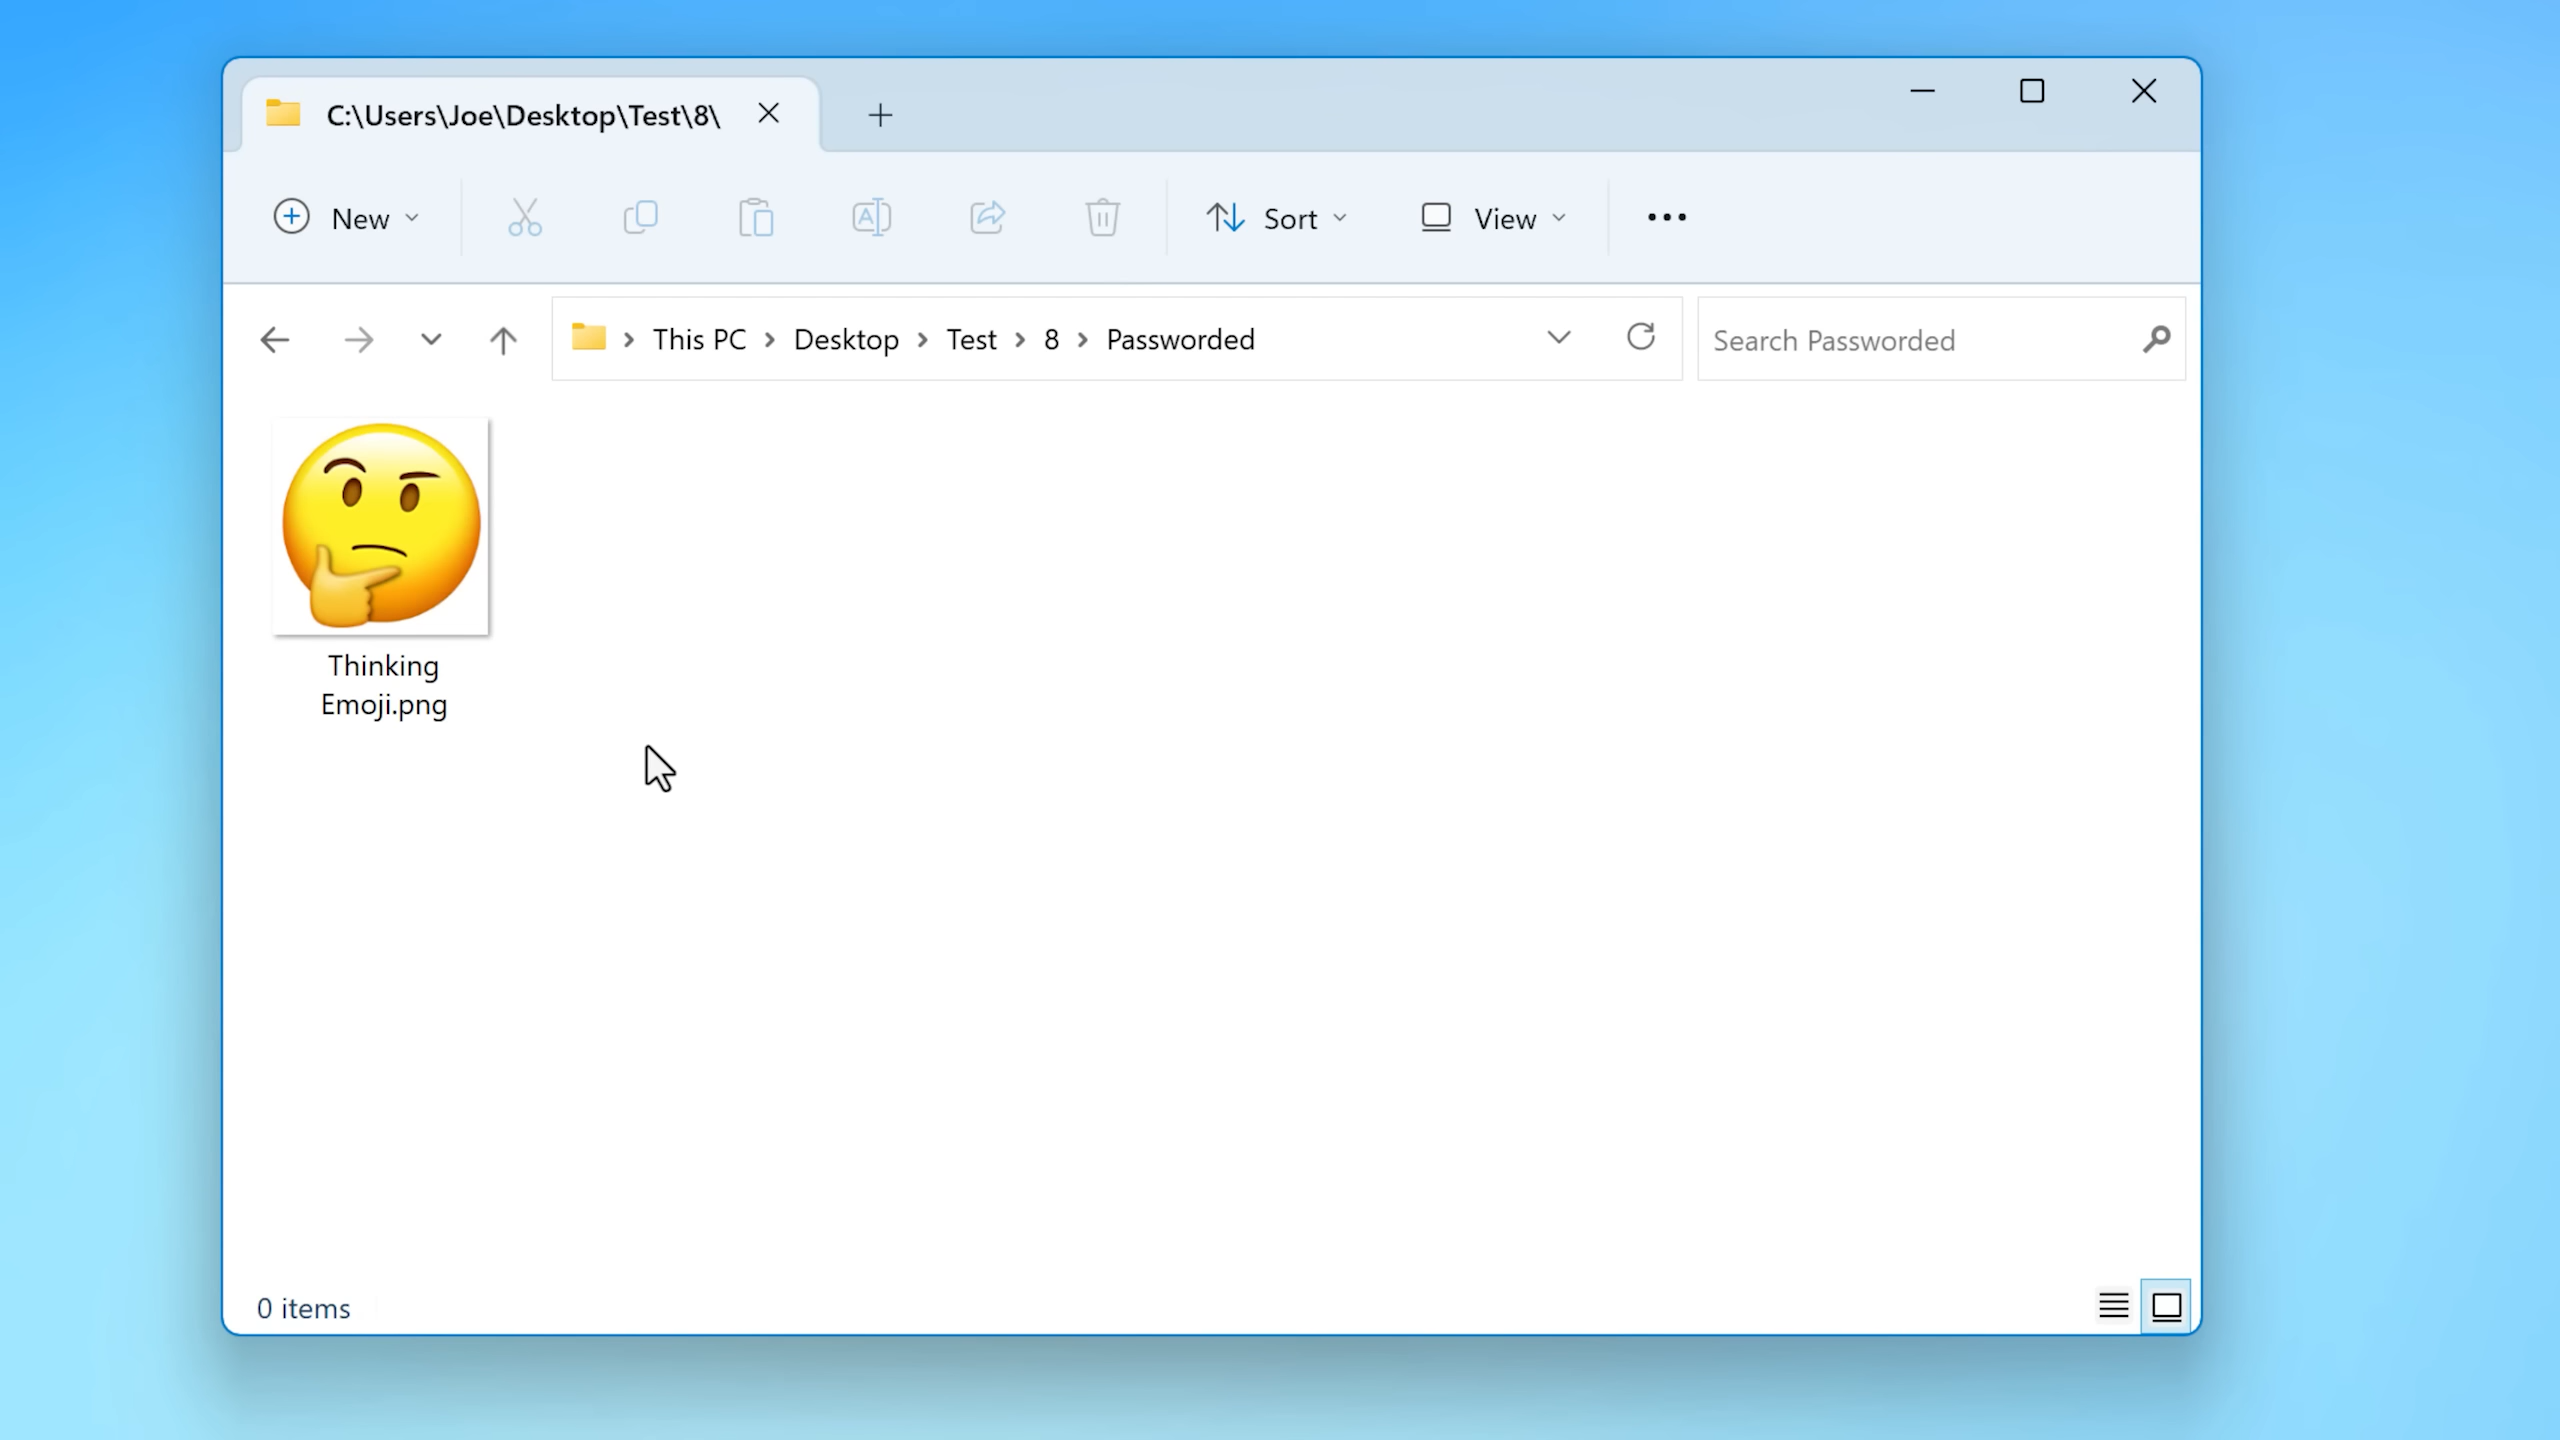 C:\Users\Joe\Desktop\Test\8\
New
Sort
View
This PC > Desktop > Test > 8 > Passworded
Search Passworded
Thinking
Emoji.png
0 items